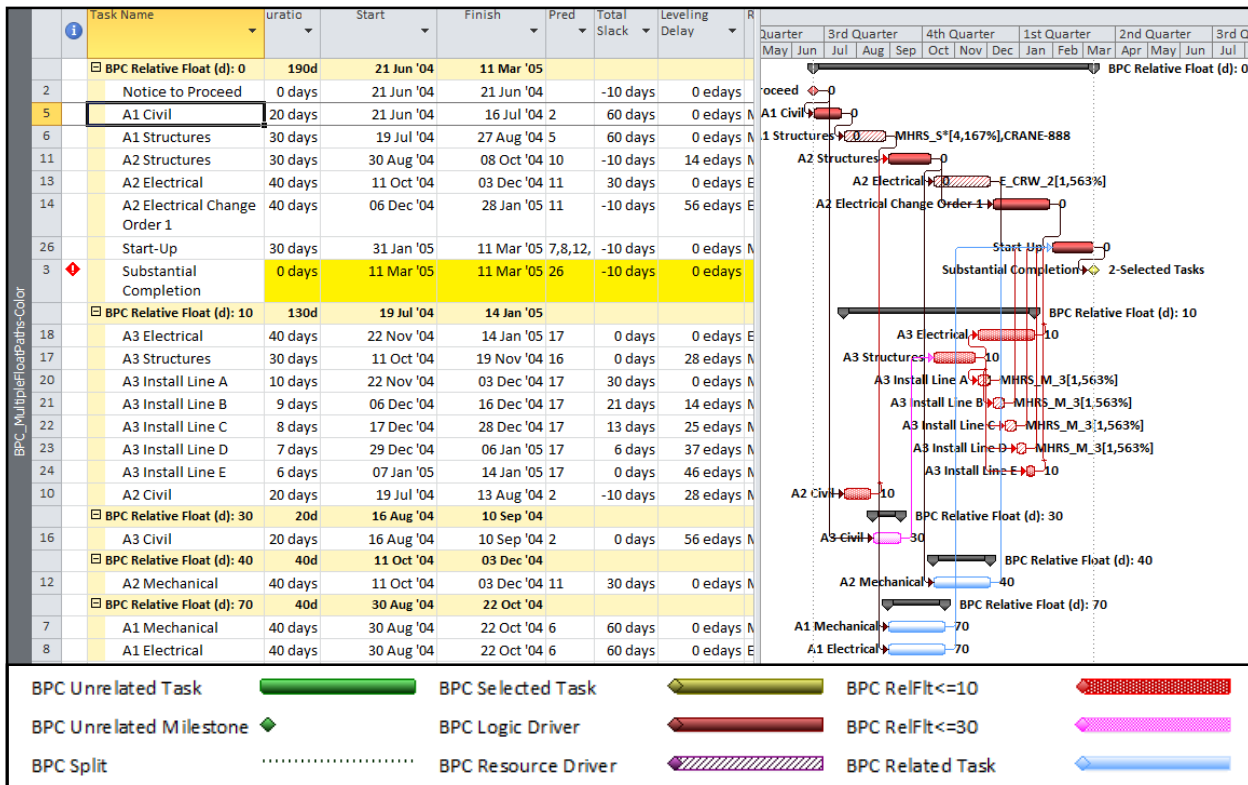 Task Name uratio Start Finish Pred Total Slack Leveling Delay R
Quarter 3rd Quarter 4th Quarter 1st Quarter 2nd Quarter 3rd Q
May Jun Jul Aug Sep Oct Nov Dec Jan Feb Mar Apr May Jun Jul
BPC Relative Float (d): 0 190d 21 Jun '04 11 Mar '05 BPC Relative Float (d): 0
2 Notice to Proceed 0 days 21 Jun '04 21 Jun '04 -10 days 0 edays roceed 0
5 A1 Civil 20 days 21 Jun '04 16 Jul '04 2 60 days 0 edays M A1 Civil 0
6 A1 Structures 30 days 19 Jul '04 27 Aug '04 5 60 days 0 edays M 1 Structures 0 MHRS_S*[4,167%],CRANE-888
11 A2 Structures 30 days 30 Aug '04 08 Oct '04 10 -10 days 14 edays M A2 Structures 0
13 A2 Electrical 40 days 11 Oct '04 03 Dec '04 11 30 days 0 edays E A2 Electrical 0 E_CRW_2[1,563%]
14 A2 Electrical Change Order 1 40 days 06 Dec '04 28 Jan '05 11 -10 days 56 edays E A2 Electrical Change Order 1 0
26 Start-Up 30 days 31 Jan '05 11 Mar '05 7,8,12, -10 days 0 edays M Start-Up 0
3 Substantial Completion 0 days 11 Mar '05 11 Mar '05 26 -10 days 0 edays Substantial Completion 2-Selected Tasks
BPC_MultipleFloatPaths-Color
BPC Relative Float (d): 10 130d 19 Jul '04 14 Jan '05 BPC Relative Float (d): 10
18 A3 Electrical 40 days 22 Nov '04 14 Jan '05 17 0 days 0 edays E A3 Electrical 10
17 A3 Structures 30 days 11 Oct '04 19 Nov '04 16 0 days 28 edays M A3 Structures 10
20 A3 Install Line A 10 days 22 Nov '04 03 Dec '04 17 30 days 0 edays M A3 Install Line A MHRS_M_3[1,563%]
21 A3 Install Line B 9 days 06 Dec '04 16 Dec '04 17 21 days 14 edays M A3 Install Line B MHRS_M_3[1,563%]
22 A3 Install Line C 8 days 17 Dec '04 28 Dec '04 17 13 days 25 edays M A3 Install Line C MHRS_M_3[1,563%]
23 A3 Install Line D 7 days 29 Dec '04 06 Jan '05 17 6 days 37 edays M A3 Install Line D MHRS_M_3[1,563%]
24 A3 Install Line E 6 days 07 Jan '05 14 Jan '05 17 0 days 46 edays M A3 Install Line E 10
10 A2 Civil 20 days 19 Jul '04 13 Aug '04 2 -10 days 28 edays M A2 Civil 10
BPC Relative Float (d): 30 20d 16 Aug '04 10 Sep '04 BPC Relative Float (d): 30
16 A3 Civil 20 days 16 Aug '04 10 Sep '04 2 0 days 56 edays M A3 Civil 30
BPC Relative Float (d): 40 40d 11 Oct '04 03 Dec '04 BPC Relative Float (d): 40
12 A2 Mechanical 40 days 11 Oct '04 03 Dec '04 11 30 days 0 edays M A2 Mechanical 40
BPC Relative Float (d): 70 40d 30 Aug '04 22 Oct '04 BPC Relative Float (d): 70
7 A1 Mechanical 40 days 30 Aug '04 22 Oct '04 6 60 days 0 edays M A1 Mechanical 70
8 A1 Electrical 40 days 30 Aug '04 22 Oct '04 6 60 days 0 edays E A1 Electrical 70
BPC Unrelated Task BPC Selected Task BPC RelFlt<=10
BPC Unrelated Milestone BPC Logic Driver BPC RelFlt<=30
BPC Split BPC Resource Driver BPC Related Task